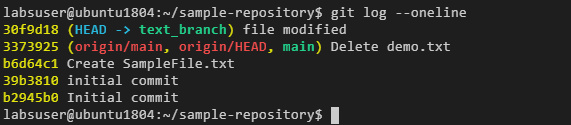 labsuser@ubuntu1804:~/sample-repository$ git log --oneline
30f9d18 (HEAD -> text_branch) file modified
3373925 (origin/main, origin/HEAD, main) Delete demo.txt
b6d64c1 Create SampleFile.txt
39b3810 initial commit
b2945b0 Initial commit
labsuser@ubuntu1804:~/sample-repository$